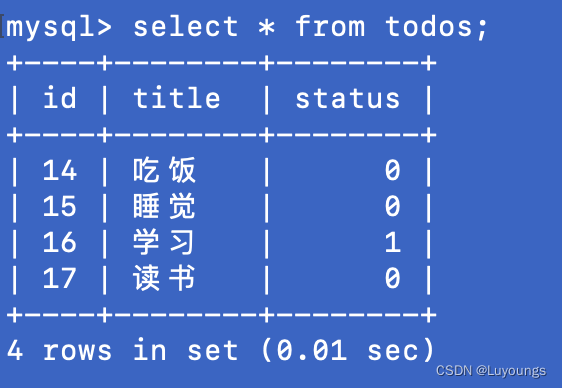 mysql> select * from todos;
+----+--------+--------+
| id | title  | status |
+----+--------+--------+
| 14 | 吃饭   |      0 |
| 15 | 睡觉   |      0 |
| 16 | 学习   |      1 |
| 17 | 读书   |      0 |
+----+--------+--------+
4 rows in set (0.01 sec)
CSDN @Luyoungs